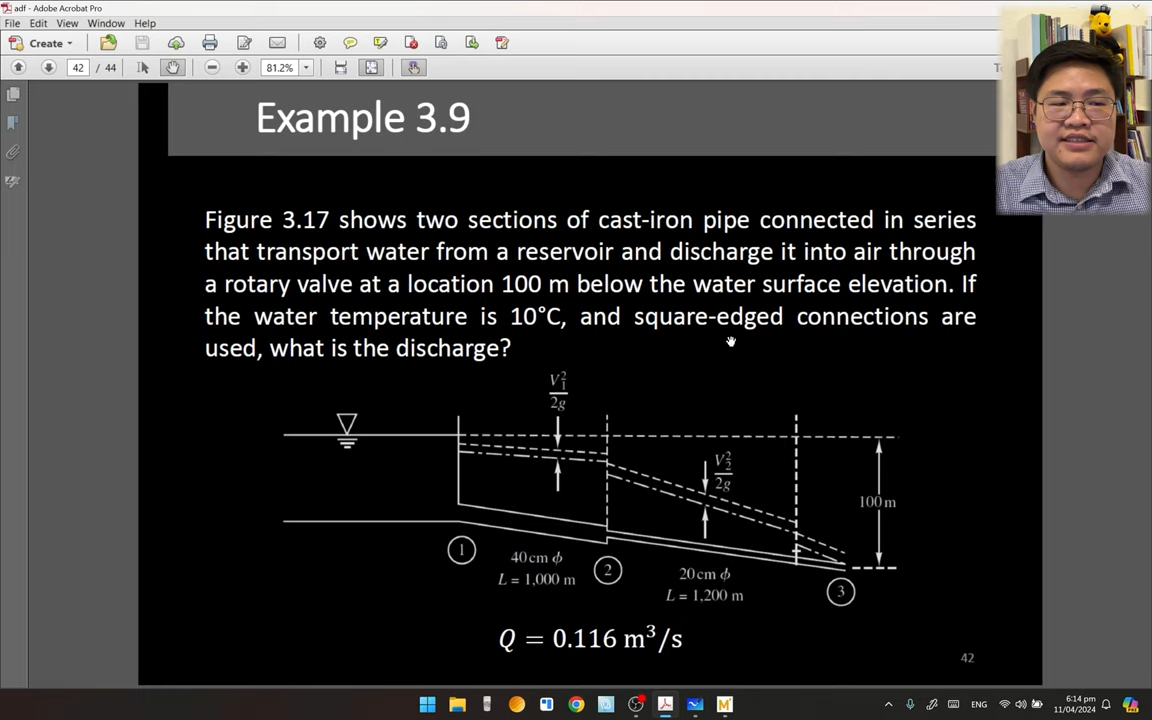 adf - Adobe Acrobat Pro
File Edit View Window Help
Create
42 / 44 81.2%
Example 3.9
Figure 3.17 shows two sections of cast-iron pipe connected in series
that transport water from a reservoir and discharge it into air through
a rotary valve at a location 100 m below the water surface elevation. If
the water temperature is 10°C, and square-edged connections are
used, what is the discharge?
V₁²
2g
V₂²
2g
100 m
1
40 cm ϕ
L = 1,000 m
2
20 cm ϕ
L = 1,200 m
3
Q = 0.116 m³/s
42
ENG
6:14 pm
11/04/2024